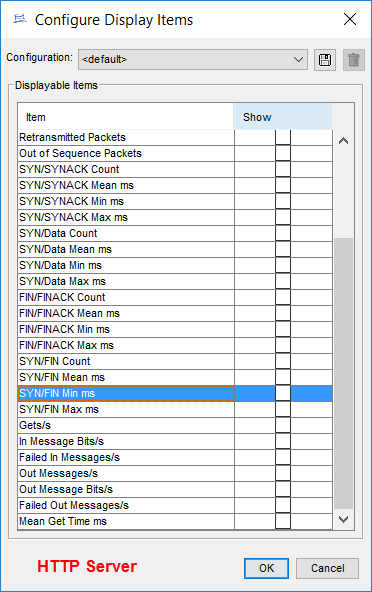 Configure Display Items
Configuration: <default>
Displayable Items
Item Show
Retransmitted Packets
Out of Sequence Packets
SYN/SYNACK Count
SYN/SYNACK Mean ms
SYN/SYNACK Min ms
SYN/SYNACK Max ms
SYN/Data Count
SYN/Data Mean ms
SYN/Data Min ms
SYN/Data Max ms
FIN/FINACK Count
FIN/FINACK Mean ms
FIN/FINACK Min ms
FIN/FINACK Max ms
SYN/FIN Count
SYN/FIN Mean ms
SYN/FIN Min ms
SYN/FIN Max ms
Gets/s
In Message Bits/s
Failed In Messages/s
Out Messages/s
Out Message Bits/s
Failed Out Messages/s
Mean Get Time ms
HTTP Server OK Cancel